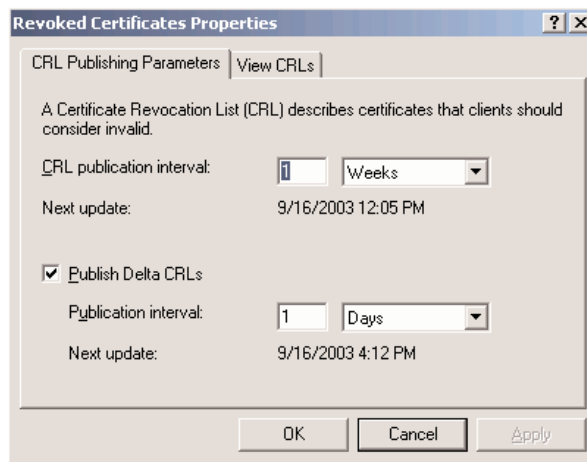 Revoked Certificates Properties
CRL Publishing Parameters
View CRLs
A Certificate Revocation List (CRL) describes certificates that clients should
consider invalid.
CRL publication interval: 1 Weeks
Next update: 9/16/2003 12:05 PM
Publish Delta CRLs
Publication interval: 1 Days
Next update: 9/16/2003 4:12 PM
OK Cancel Apply